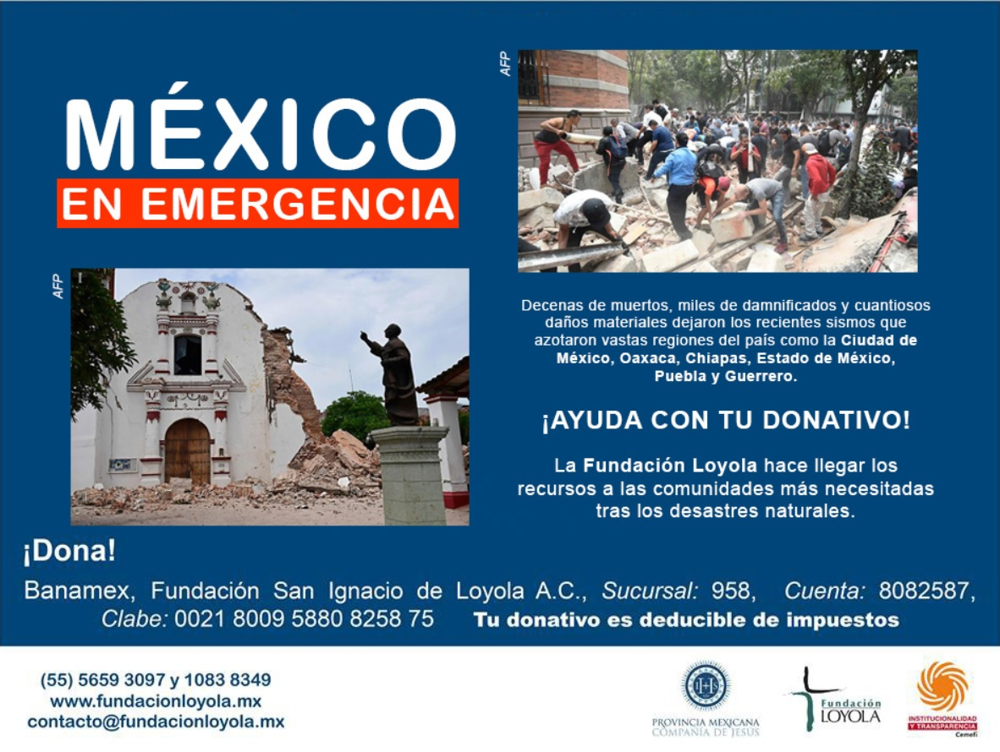 MÉXICO
EN EMERGENCIA
AFP
AFP
Decenas de muertos, miles de damnificados y cuantiosos
daños materiales dejaron los recientes sismos que
azotaron vastas regiones del país como la Ciudad de
México, Oaxaca, Chiapas, Estado de México,
Puebla y Guerrero.
¡AYUDA CON TU DONATIVO!
La Fundación Loyola hace llegar los
recursos a las comunidades más necesitadas
tras los desastres naturales.
¡Dona!
Banamex, Fundación San Ignacio de Loyola A.C., Sucursal: 958, Cuenta: 8082587,
Clabe: 0021 8009 5880 8258 75 Tu donativo es deducible de impuestos
(55) 5659 3097 y 1083 8349
www.fundacionloyola.mx
contacto@fundacionloyola.mx
IHS
PROVINCIA MEXICANA
COMPAÑÍA DE JESÚS
Fundación
LOYOLA
INSTITUCIONALIDAD
Y TRANSPARENCIA
Cemefi